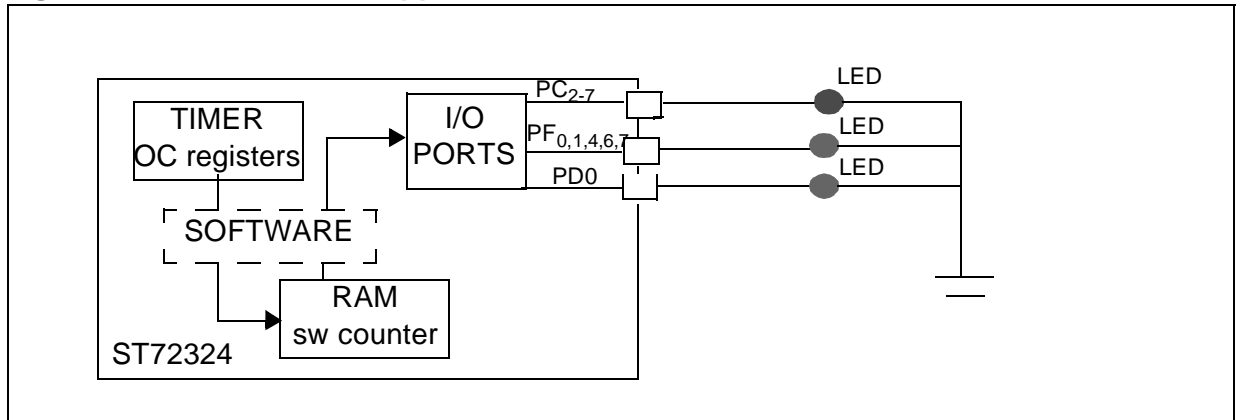 TIMER
OC registers
I/O
PORTS
PC2-7
PF0,1,4,6,7
PD0
LED
LED
LED
SOFTWARE
RAM
sw counter
ST72324